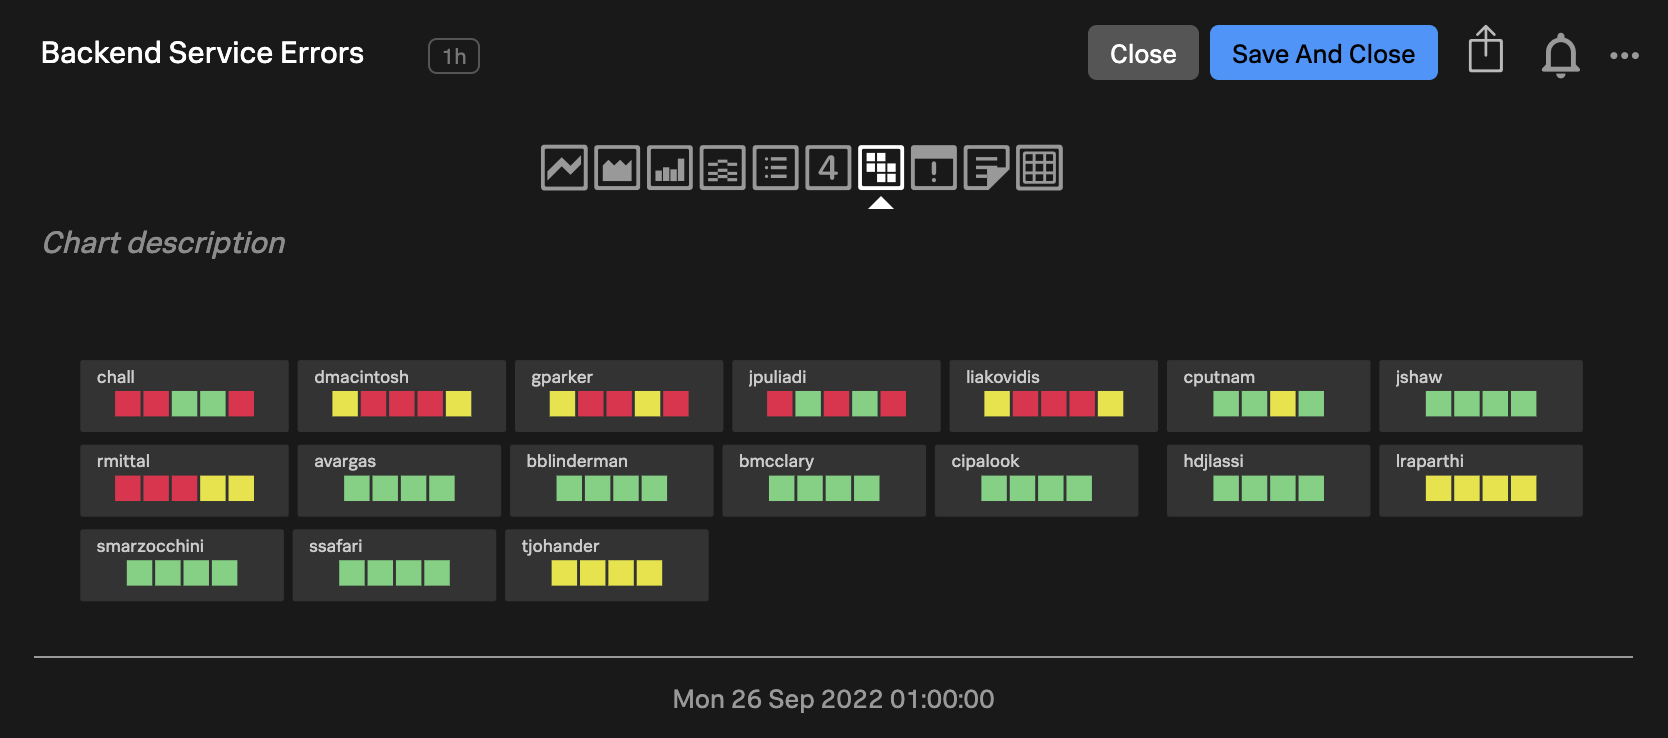 Backend Service Errors 1h Close Save And Close
4 !
Chart description
chall dmacintosh gparker jpuliadi liakovidis cputnam jshaw
rmittal avargas bblinderman bmcclary cipalook hdjlassi lraparthi
smarzocchini ssafari tjohander
Mon 26 Sep 2022 01:00:00